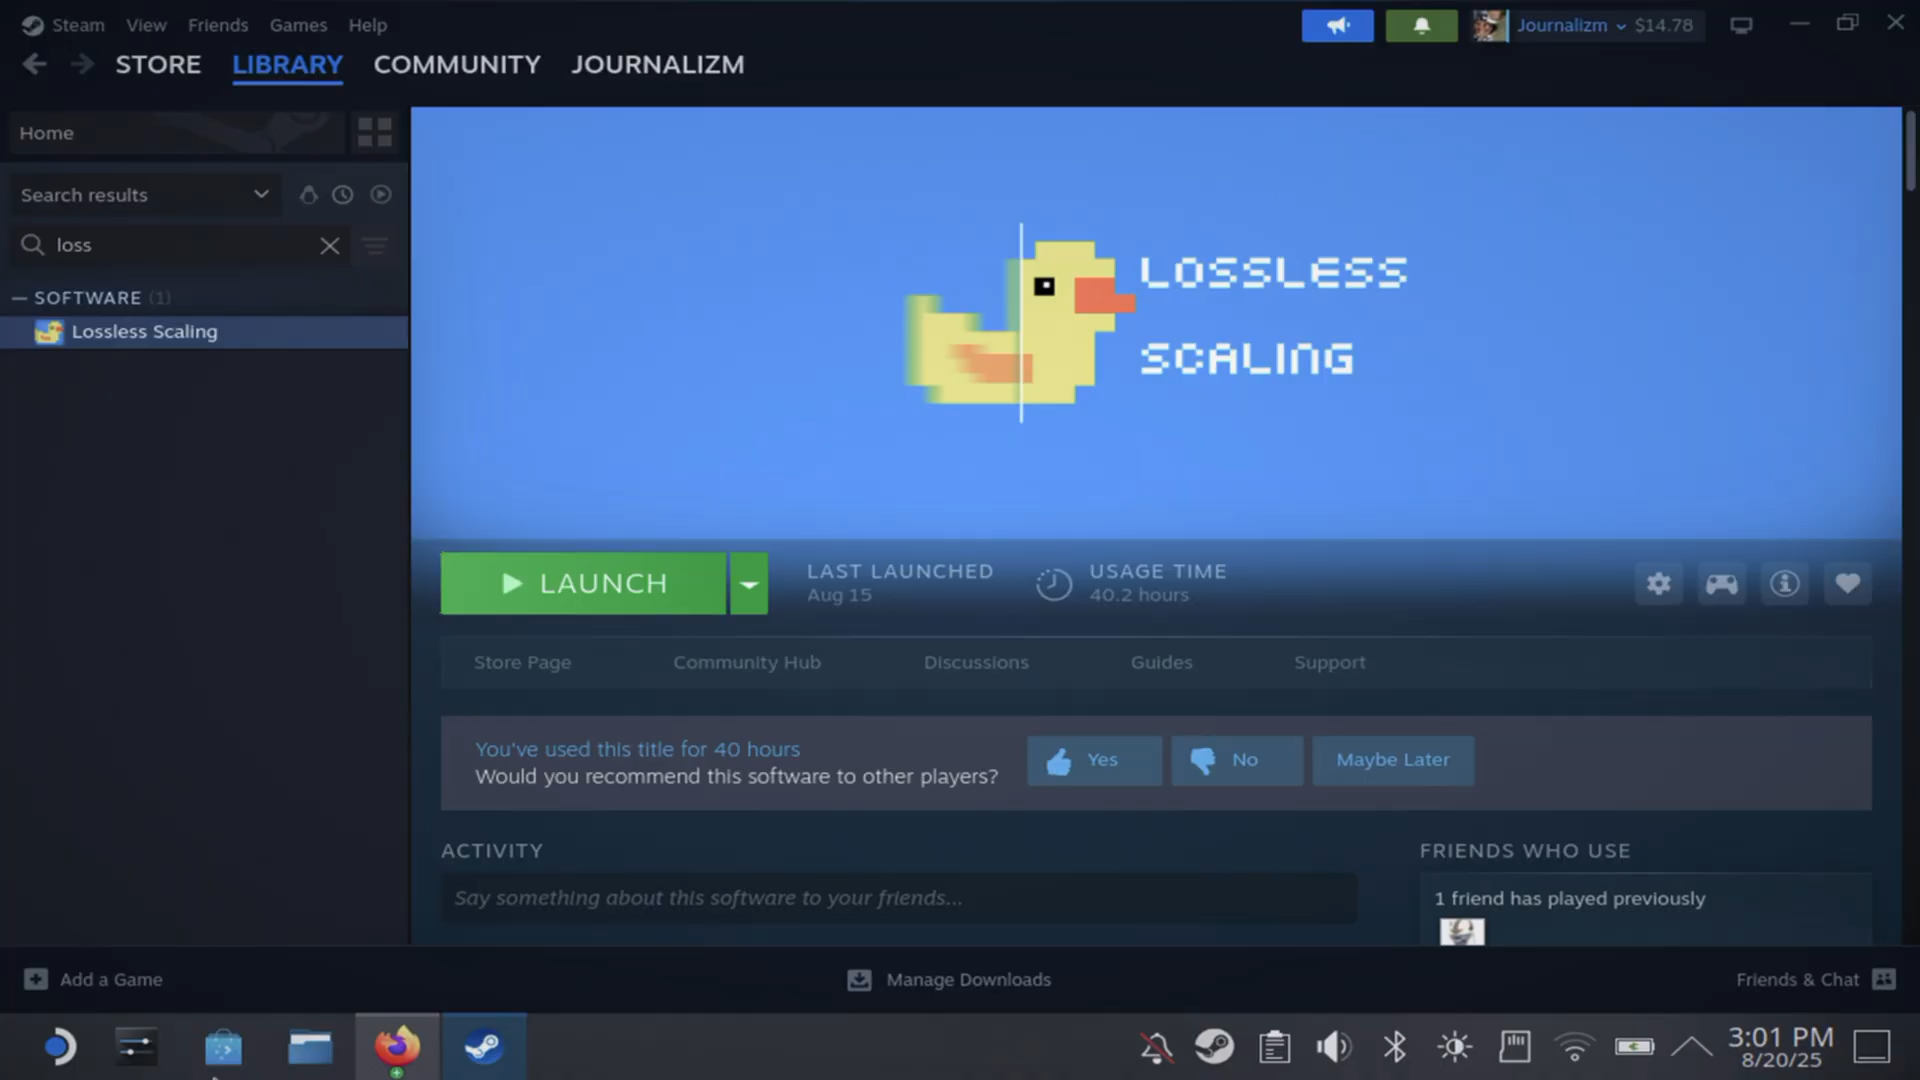 Steam View Friends Games Help
Journalizm $14.78
STORE LIBRARY COMMUNITY JOURNALIZM
Home
Search results
loss
— SOFTWARE (1)
Lossless Scaling
LOSSLESS
SCALING
LAUNCH
LAST LAUNCHED
Aug 15
USAGE TIME
40.2 hours
Store Page Community Hub Discussions Guides Support
You've used this title for 40 hours
Would you recommend this software to other players?
Yes No Maybe Later
ACTIVITY
Say something about this software to your friends...
FRIENDS WHO USE
1 friend has played previously
Add a Game Manage Downloads Friends & Chat
3:01 PM
8/20/25